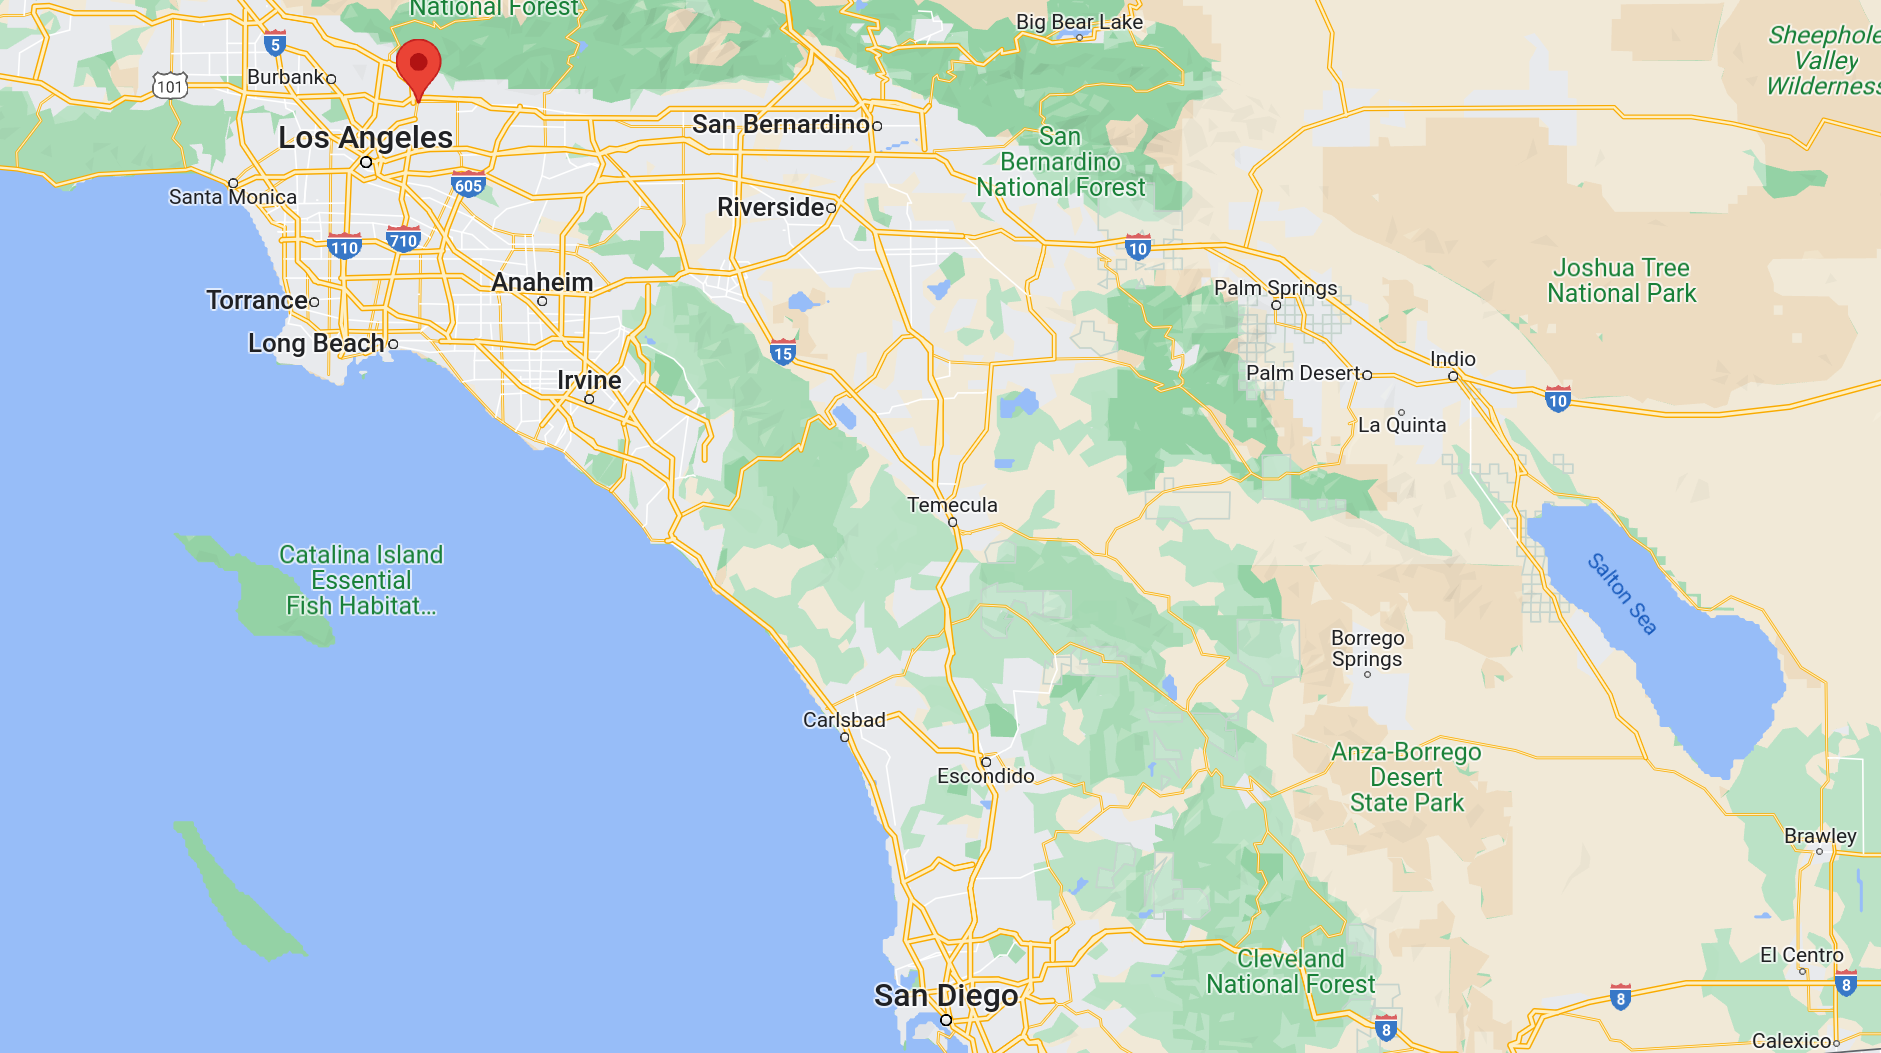 National Forest
Big Bear Lake
Sheephole
Valley
Wilderness
5
Burbank
101
Los Angeles
San Bernardino
San
Bernardino
National Forest
605
Santa Monica
Riverside
110
710
10
Anaheim
Torrance
Palm Springs
Joshua Tree
National Park
Long Beach
15
Indio
Irvine
Palm Desert
10
La Quinta
Temecula
Catalina Island
Essential
Fish Habitat...
Salton Sea
Borrego
Springs
Carlsbad
Escondido
Anza-Borrego
Desert
State Park
Brawley
Cleveland
National Forest
El Centro
San Diego
8
8
8
Calexico